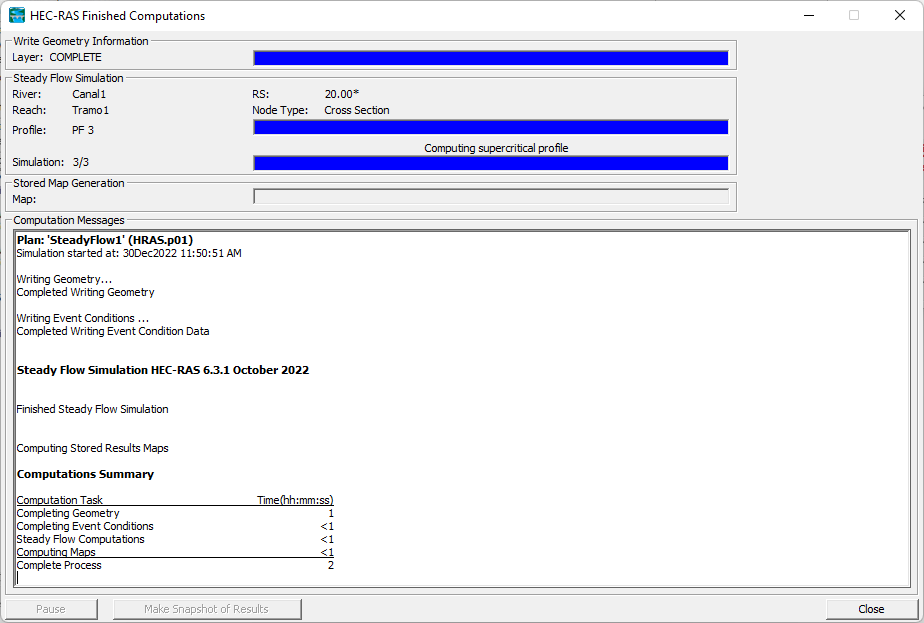 HEC-RAS Finished Computations
Write Geometry Information
Layer: COMPLETE
Steady Flow Simulation
River: Canal1 RS: 20.00*
Reach: Tramo1 Node Type: Cross Section
Profile: PF 3
Computing supercritical profile
Simulation: 3/3
Stored Map Generation
Map:
Computation Messages
Plan: 'SteadyFlow1' (HRAS.p01)
Simulation started at: 30Dec2022 11:50:51 AM
Writing Geometry...
Completed Writing Geometry
Writing Event Conditions ...
Completed Writing Event Condition Data
Steady Flow Simulation HEC-RAS 6.3.1 October 2022
Finished Steady Flow Simulation
Computing Stored Results Maps
Computations Summary
Computation Task Time(hh:mm:ss)
Completing Geometry 1
Completing Event Conditions <1
Steady Flow Computations <1
Computing Maps <1
Complete Process 2
Pause Make Snapshot of Results Close